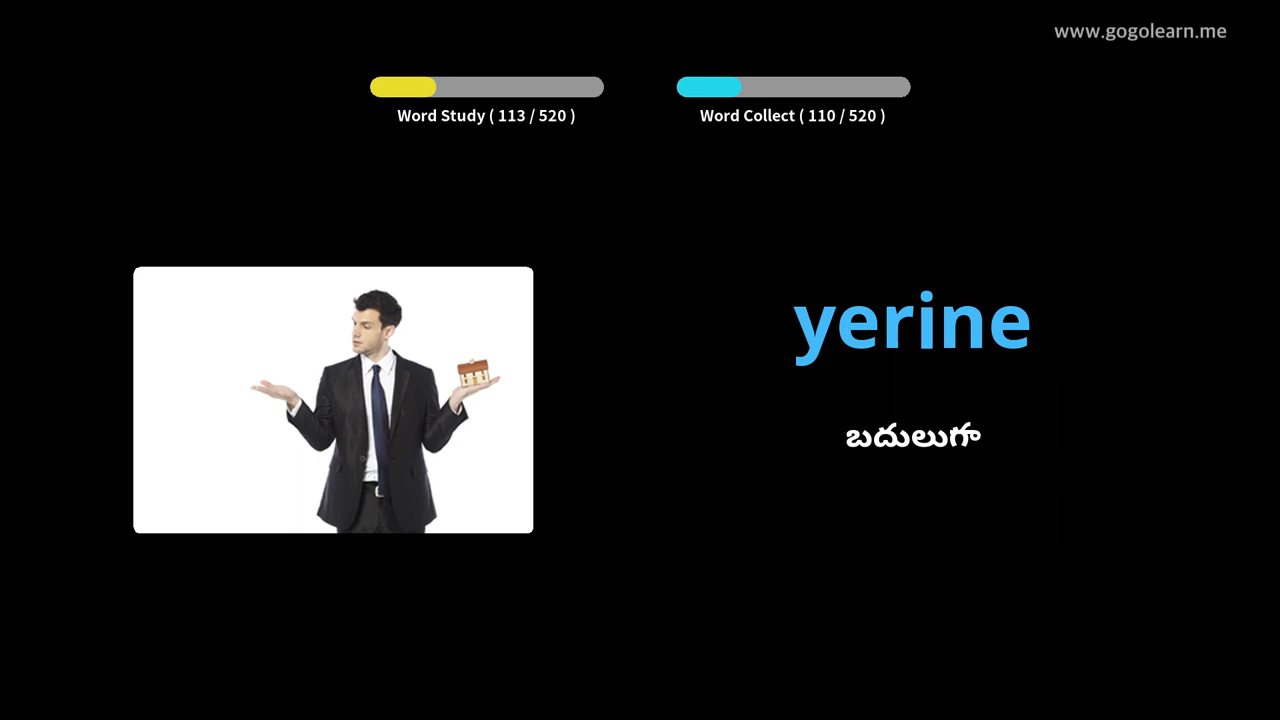 www.gogolearn.me
Word Study ( 113 / 520 )
Word Collect ( 110 / 520 )
yerine
బదులుగా